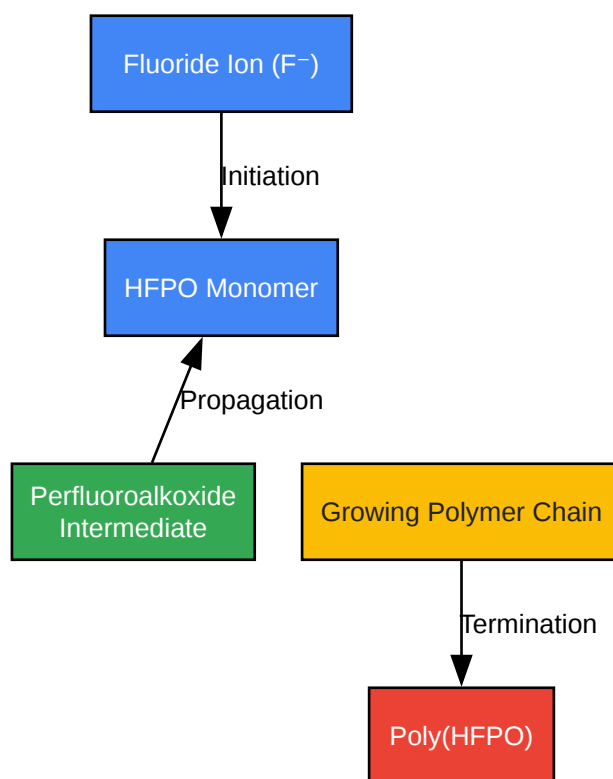 Fluoride Ion (F⁻)
Initiation
HFPO Monomer
Propagation
Perfluoroalkoxide
Intermediate
Growing Polymer Chain
Termination
Poly(HFPO)